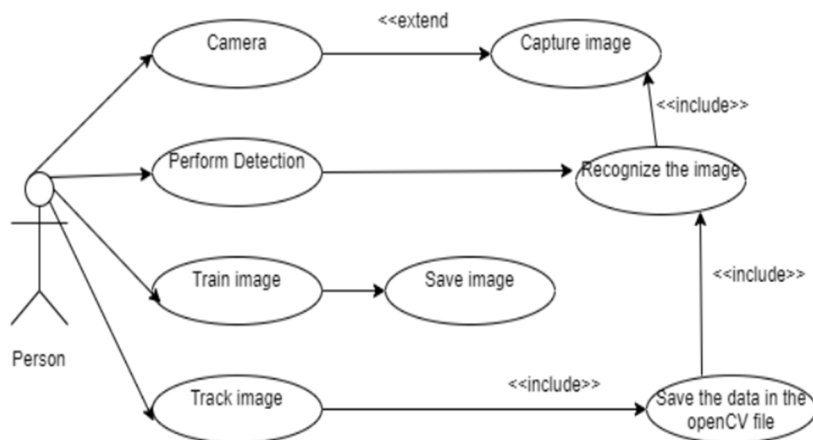 Camera
<<extend
Capture image
<<include>>
Perform Detection
Recognize the image
<<include>>
Train image
Save image
Person
Track image
<<include>>
Save the data in the
openCV file